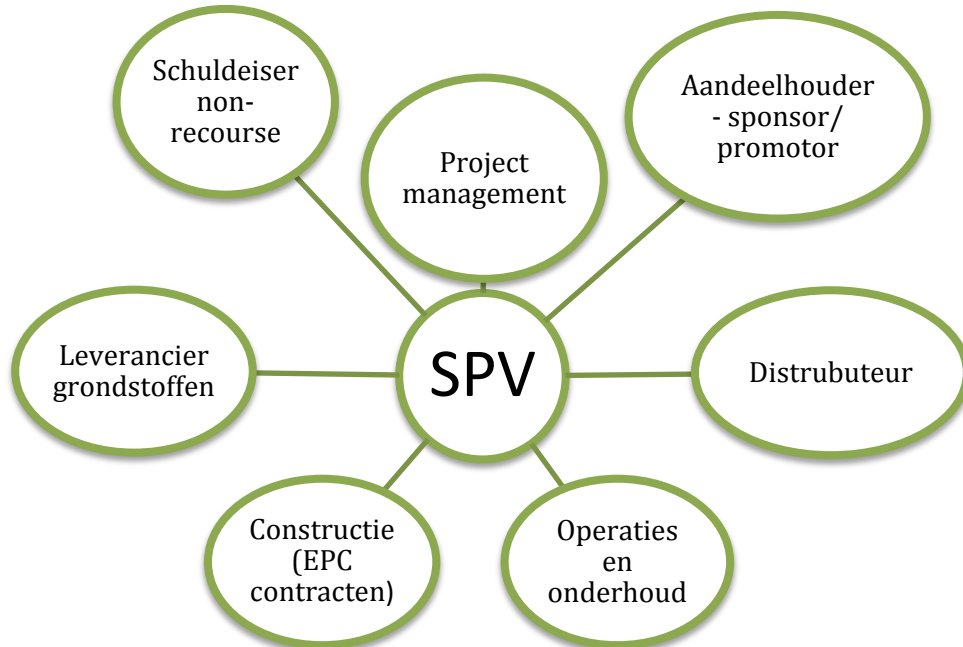 Schuldeiser
non-
recourse
Project
management
Aandeelhouder
- sponsor/
promotor
Leverancier
grondstoffen
SPV
Distrubuteur
Constructie
(EPC
contracten)
Operaties
en
onderhoud